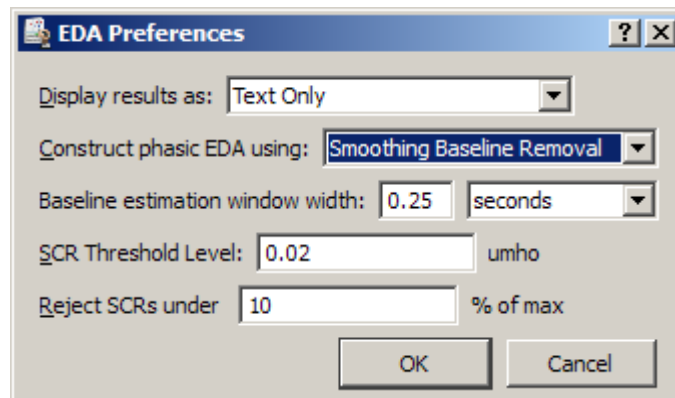 EDA Preferences
Display results as: Text Only
Construct phasic EDA using: Smoothing Baseline Removal
Baseline estimation window width: 0.25 seconds
SCR Threshold Level: 0.02 umho
Reject SCRs under 10 % of max
OK Cancel